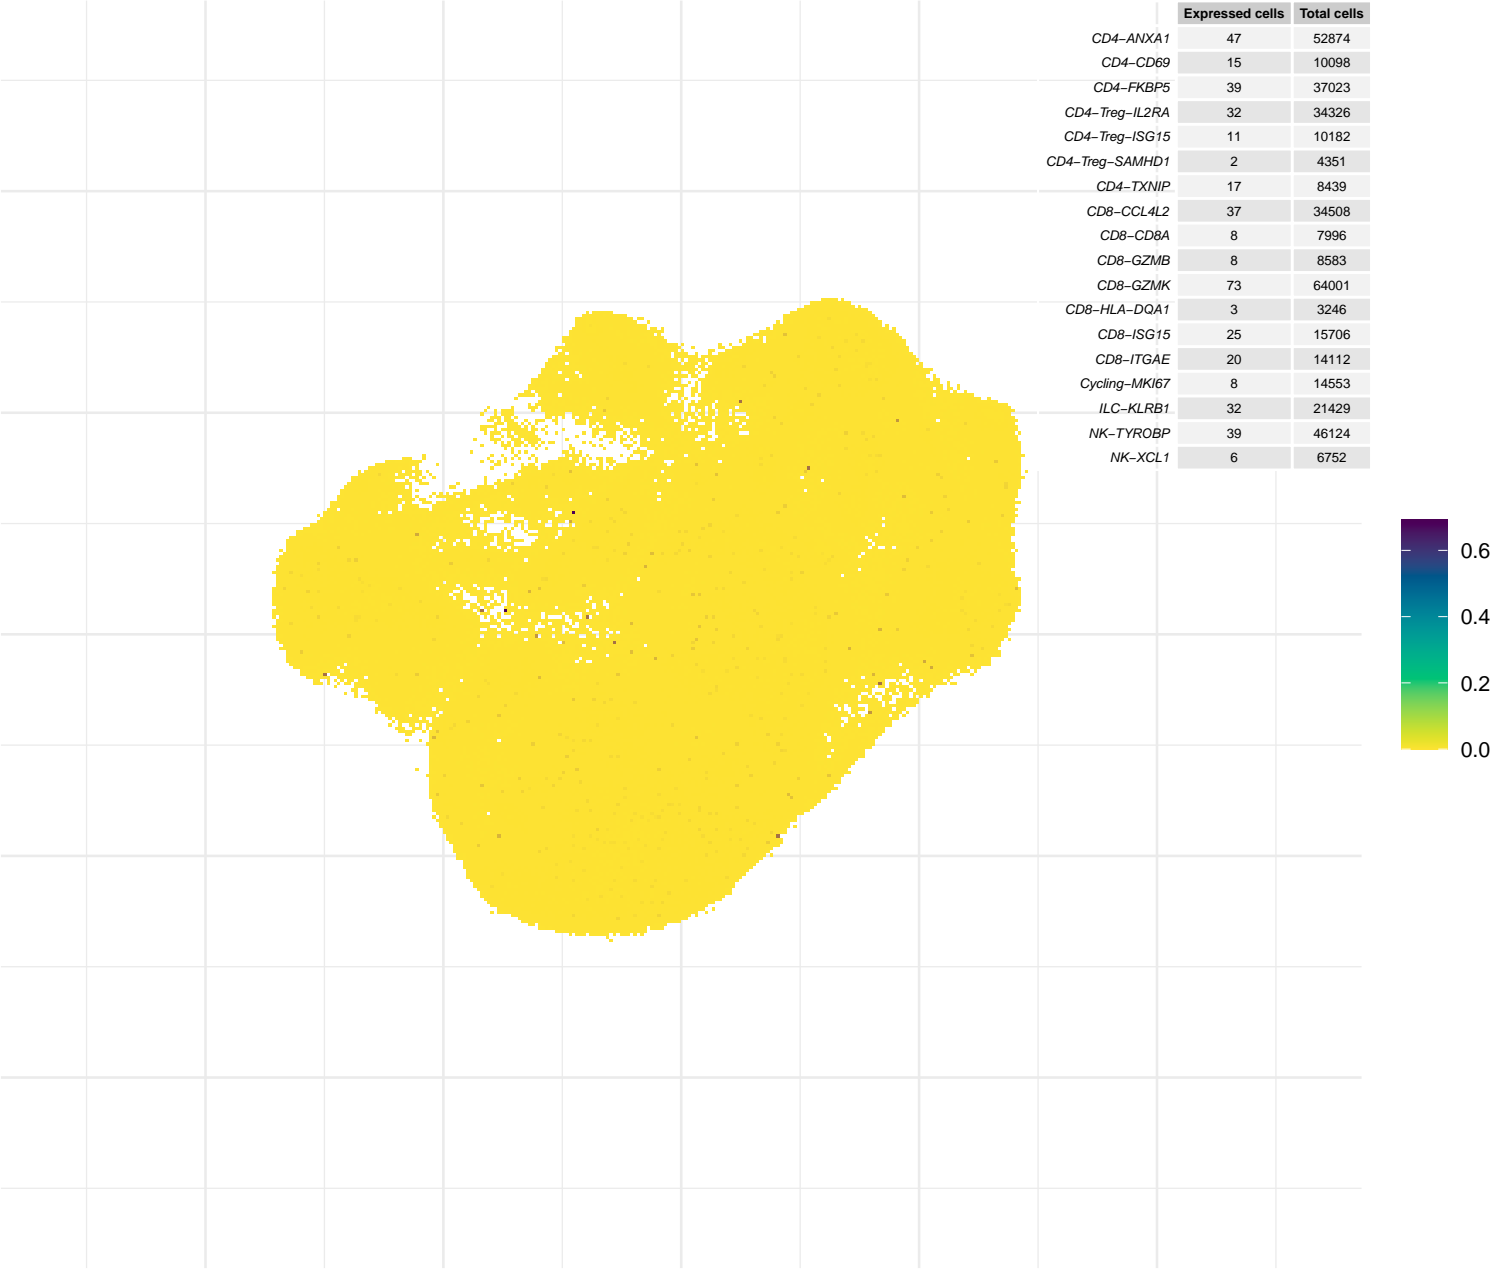 Expressed cells Total cells
CD4−ANXA1 47 52874
CD4−CD69 15 10098
CD4−FKBP5 39 37023
CD4−Treg−IL2RA 32 34326
CD4−Treg−ISG15 11 10182
CD4−Treg−SAMHD1 2 4351
CD4−TXNIP 17 8439
CD8−CCL4L2 37 34508
CD8−CD8A 8 7996
CD8−GZMB 8 8583
CD8−GZMK 73 64001
CD8−HLA−DQA1 3 3246
CD8−ISG15 25 15706
CD8−ITGAE 20 14112
Cycling−MKI67 8 14553
ILC−KLRB1 32 21429
NK−TYROBP 39 46124
NK−XCL1 6 6752
0.6
0.4
0.2
0.0